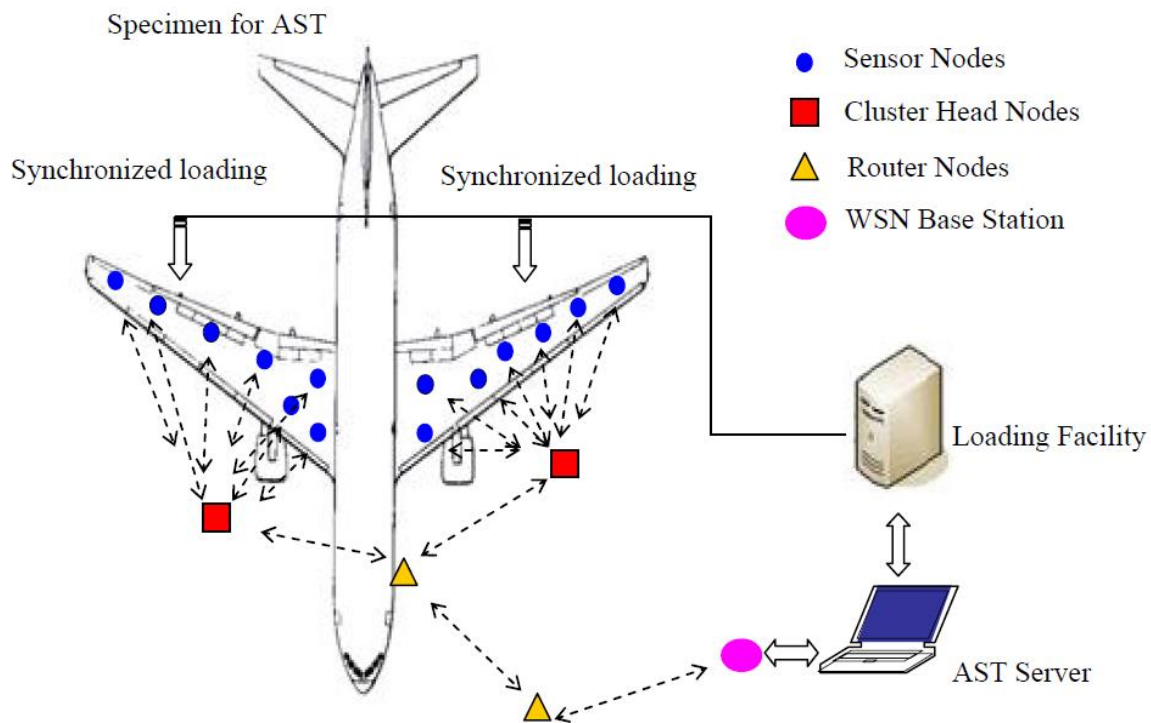 Specimen for AST
Sensor Nodes
Cluster Head Nodes
Synchronized loading
Synchronized loading
Router Nodes
WSN Base Station
Loading Facility
AST Server